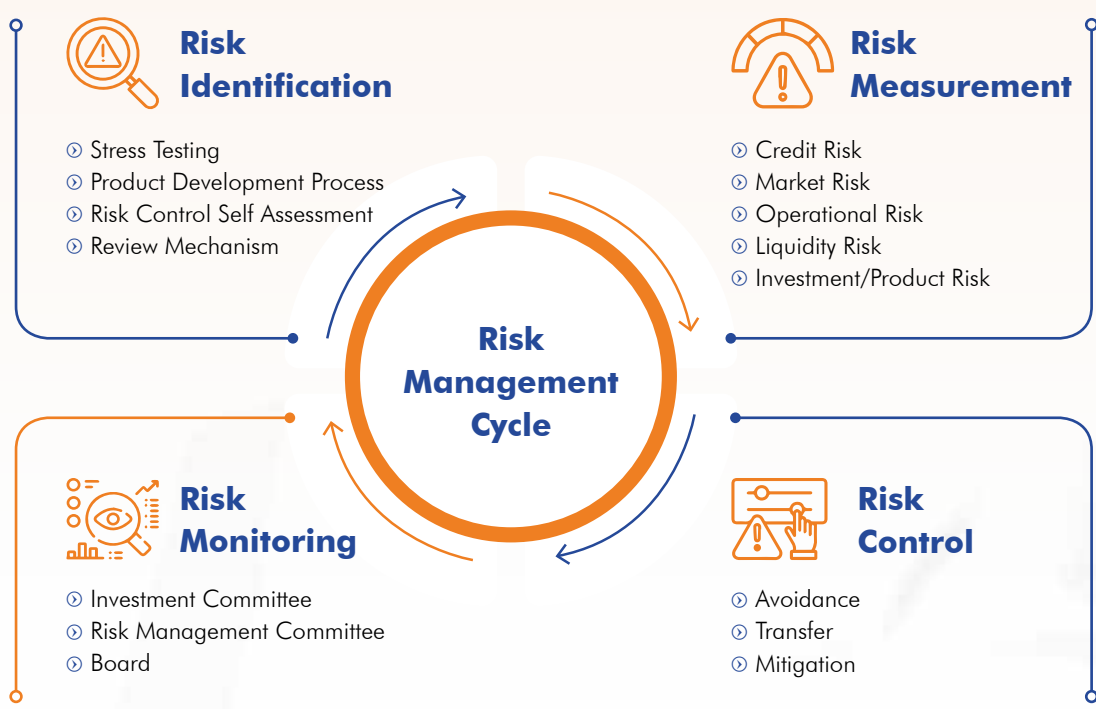 Risk
Identification
Stress Testing
Product Development Process
Risk Control Self Assessment
Review Mechanism
Risk
Measurement
Credit Risk
Market Risk
Operational Risk
Liquidity Risk
Investment/Product Risk
Risk
Management
Cycle
Risk
Monitoring
Investment Committee
Risk Management Committee
Board
Risk
Control
Avoidance
Transfer
Mitigation